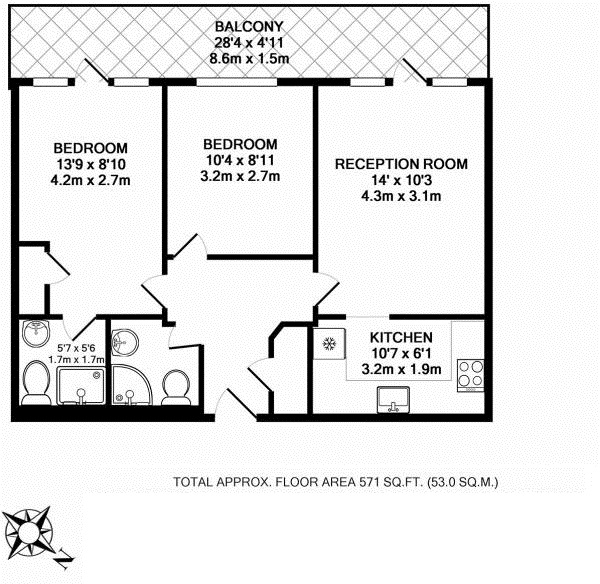 BALCONY
28'4 x 4'11
8.6m x 1.5m
BEDROOM
13'9 x 8'10
4.2m x 2.7m
BEDROOM
10'4 x 8'11
3.2m x 2.7m
RECEPTION ROOM
14' x 10'3
4.3m x 3.1m
5'7 x 5'6
1.7m x 1.7m
KITCHEN
10'7 x 6'1
3.2m x 1.9m
TOTAL APPROX. FLOOR AREA 571 SQ.FT. (53.0 SQ.M.)
N